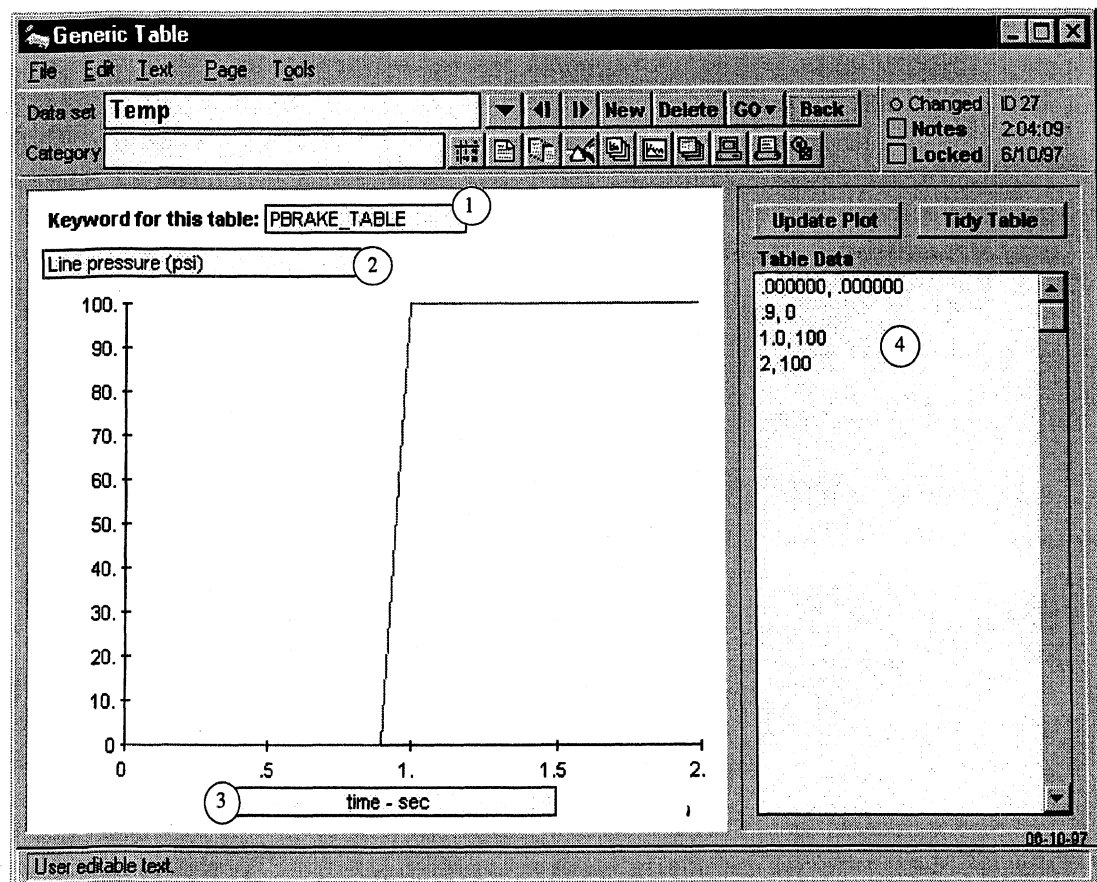 Generic Table
File Edit Text Page Tools
Data set Temp New Delete GO Back Changed ID 27
Notes 2:04:09
Category Locked 6/10/97
Keyword for this table: PBRAKE_TABLE 1
Line pressure (psi) 2
Update Plot Tidy Table
Table Data
.000000, .000000
.9, 0
1.0, 100
2, 100
4
100.
90.
80.
70.
60.
50.
40.
30.
20.
10.
0
0 .5 1. 1.5 2.
3 time - sec
06-10-97
User editable text.